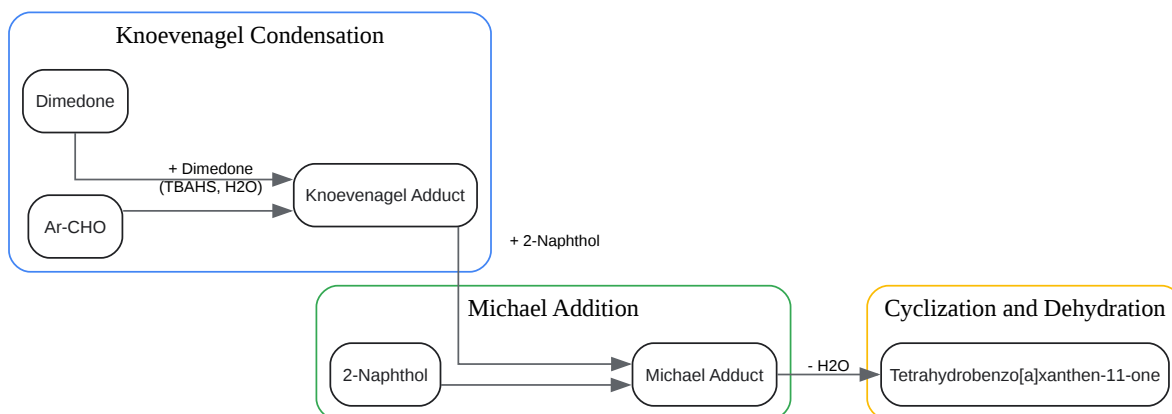 Knoevenagel Condensation
Dimedone
+ Dimedone
(TBAHS, H2O)
Knoevenagel Adduct
Ar-CHO
+ 2-Naphthol
Michael Addition
Cyclization and Dehydration
2-Naphthol
Michael Adduct
- H2O
Tetrahydrobenzo[a]xanthen-11-one